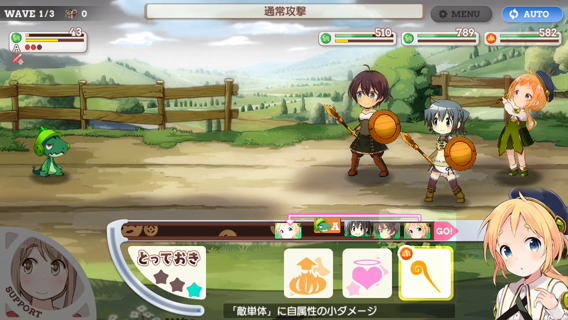 WAVE 1/3
0
通常攻撃
MENU
AUTO
43
A
510
789
582
A
GO!
とっておき
SUPPORT
「敵単体」に自属性の小ダメージ